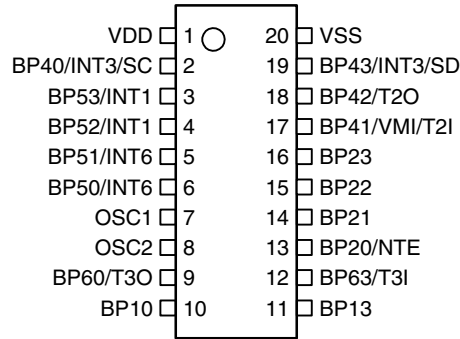 VDD 1 20 VSS
BP40/INT3/SC 2 19 BP43/INT3/SD
BP53/INT1 3 18 BP42/T2O
BP52/INT1 4 17 BP41/VMI/T2I
BP51/INT6 5 16 BP23
BP50/INT6 6 15 BP22
OSC1 7 14 BP21
OSC2 8 13 BP20/NTE
BP60/T3O 9 12 BP63/T3I
BP10 10 11 BP13